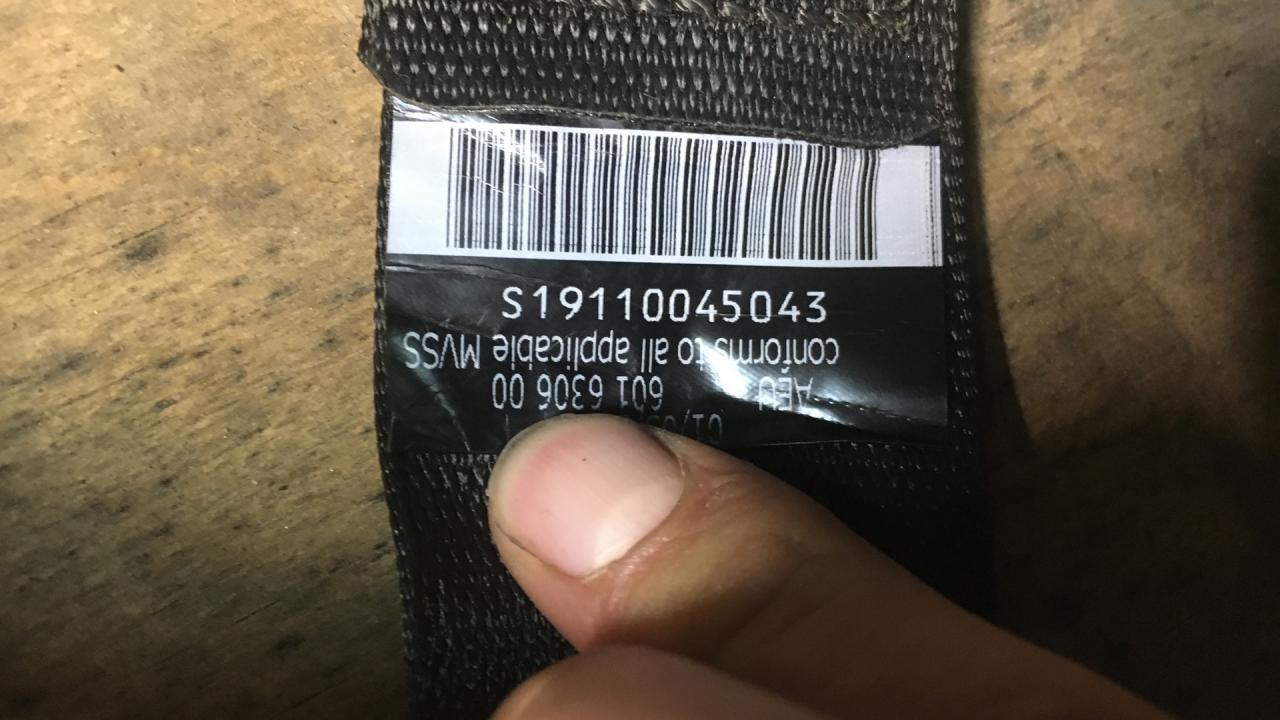 S19110045043
conforms to all applicable MVSS
AEU 601 6306 00